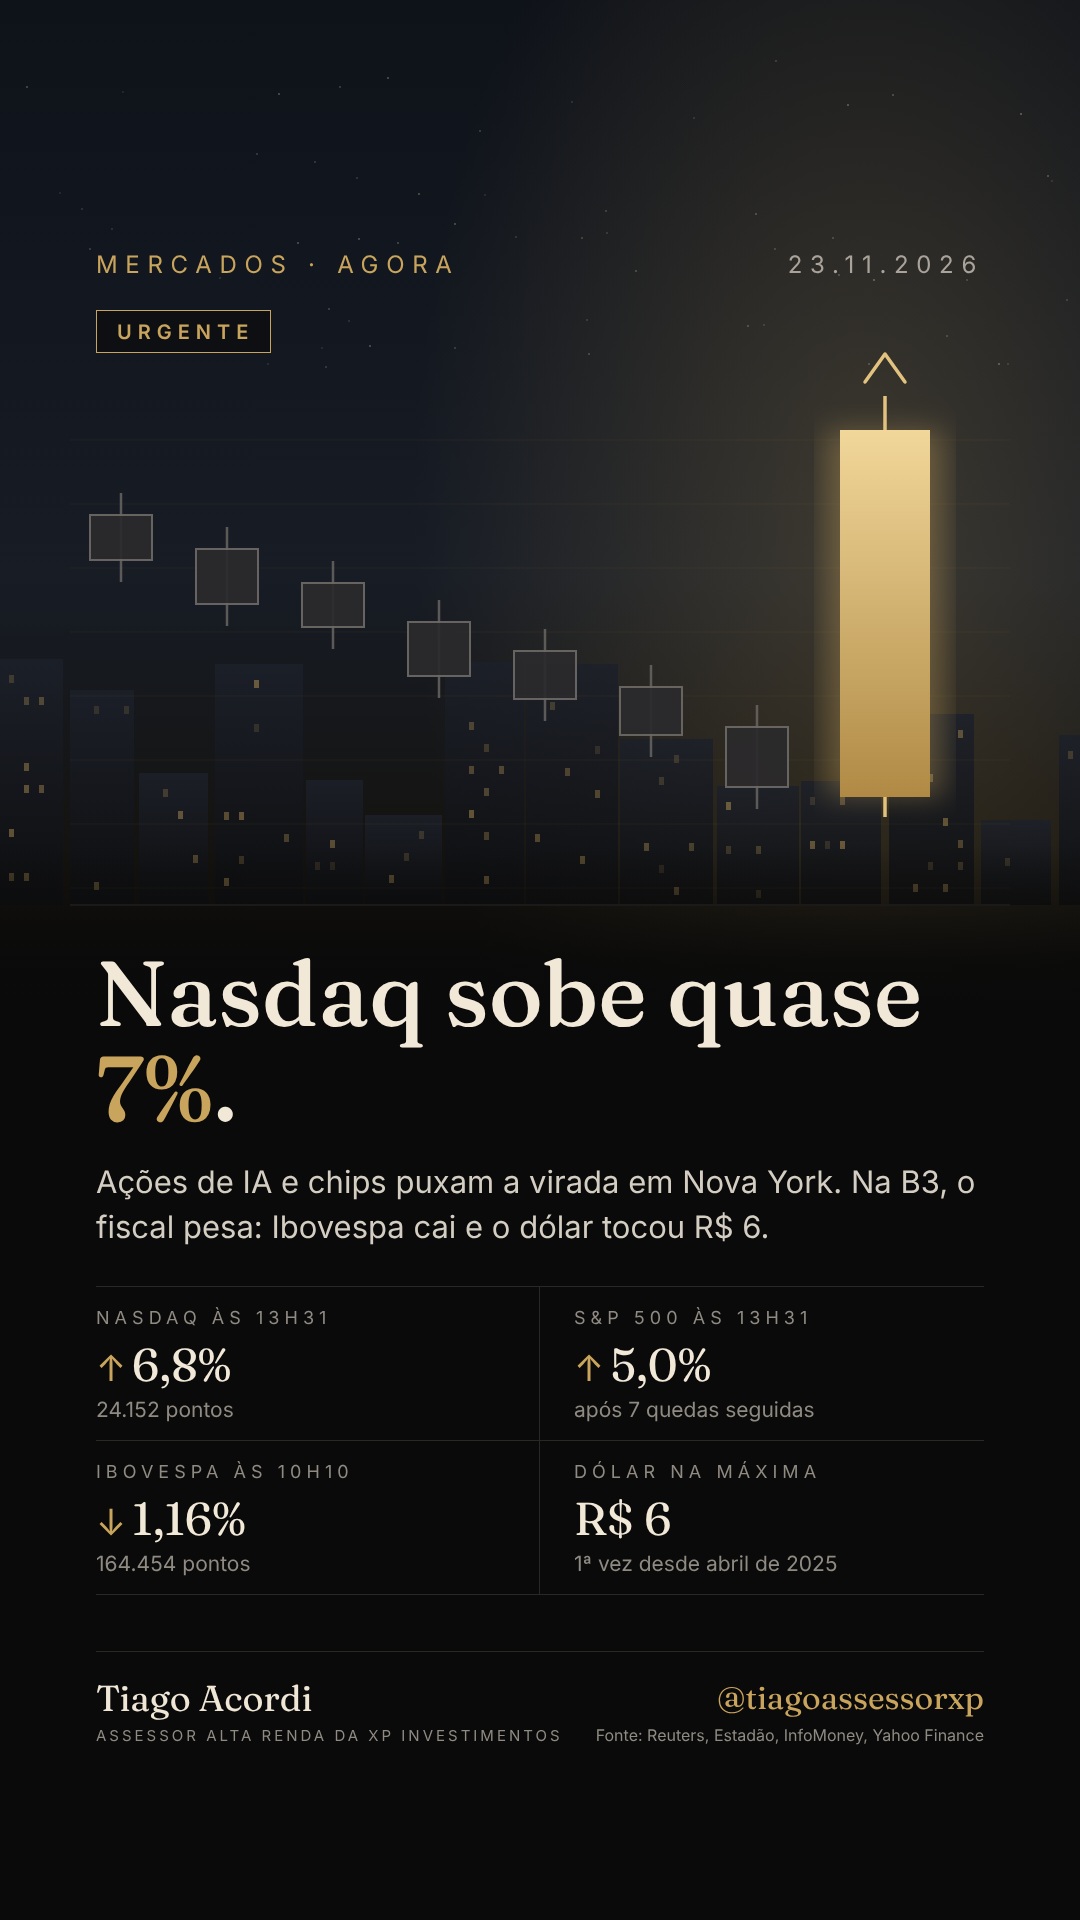 MERCADOS · AGORA
23.11.2026
URGENTE
Nasdaq sobe quase
7%.
Ações de IA e chips puxam a virada em Nova York. Na B3, o
fiscal pesa: Ibovespa cai e o dólar tocou R$ 6.
NASDAQ ÀS 13H31
↑ 6,8%
24.152 pontos
S&P 500 ÀS 13H31
↑ 5,0%
após 7 quedas seguidas
IBOVESPA ÀS 10H10
↓ 1,16%
164.454 pontos
DÓLAR NA MÁXIMA
R$ 6
1ª vez desde abril de 2025
Tiago Acordi
ASSESSOR ALTA RENDA DA XP INVESTIMENTOS
@tiagoassessorxp
Fonte: Reuters, Estadão, InfoMoney, Yahoo Finance